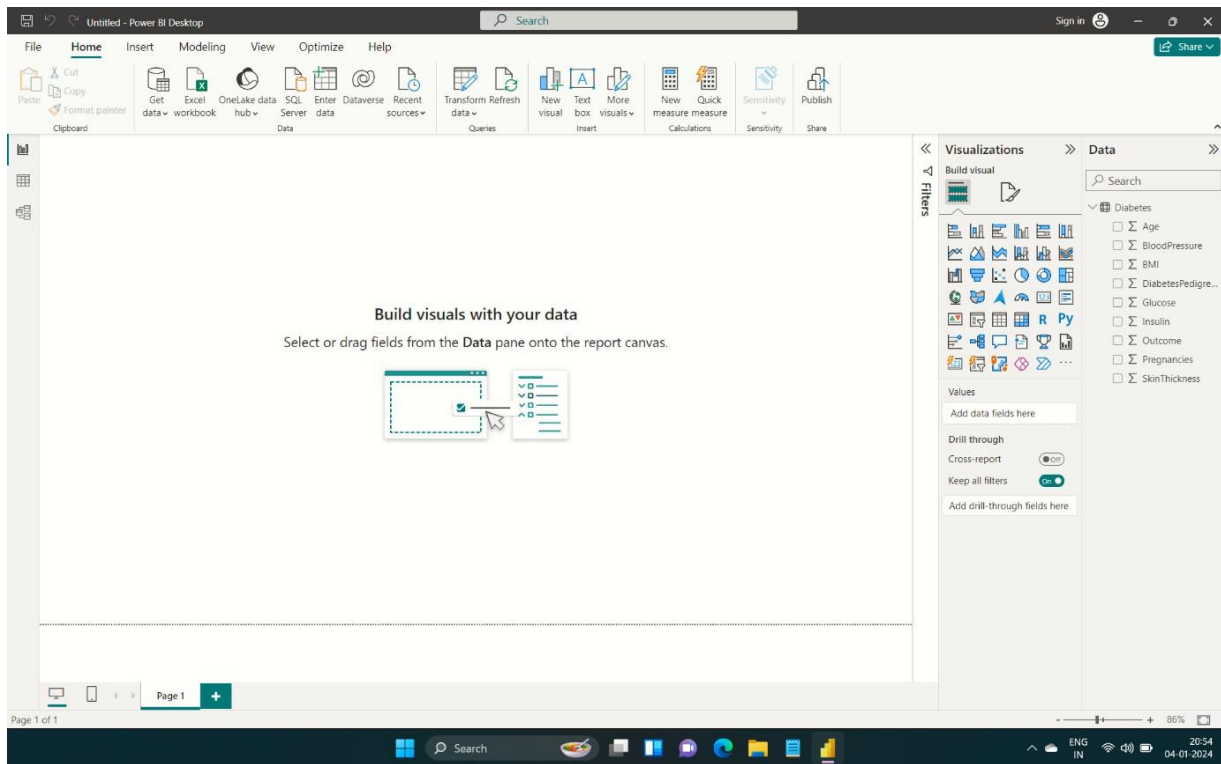 Untitled - Power BI Desktop
Search
Sign in
File Home Insert Modeling View Optimize Help
Share
Paste
Cut
Copy
Format painter
Clipboard
Get data
Excel workbook
OneLake data hub
SQL Server
Enter data
Dataverse
Recent sources
Data
Transform data
Refresh
Queries
New visual
Text box
More visuals
Insert
New measure
Quick measure
Calculations
Sensitivity
Sensitivity
Publish
Share
Build visuals with your data
Select or drag fields from the Data pane onto the report canvas.
Filters
Visualizations
Build visual
R Py
Values
Add data fields here
Drill through
Cross-report Off
Keep all filters On
Add drill-through fields here
Data
Search
Diabetes
Age
BloodPressure
BMI
DiabetesPedigre...
Glucose
Insulin
Outcome
Pregnancies
SkinThickness
Page 1
Page 1 of 1
86%
Search
ENG
IN
20:54
04-01-2024